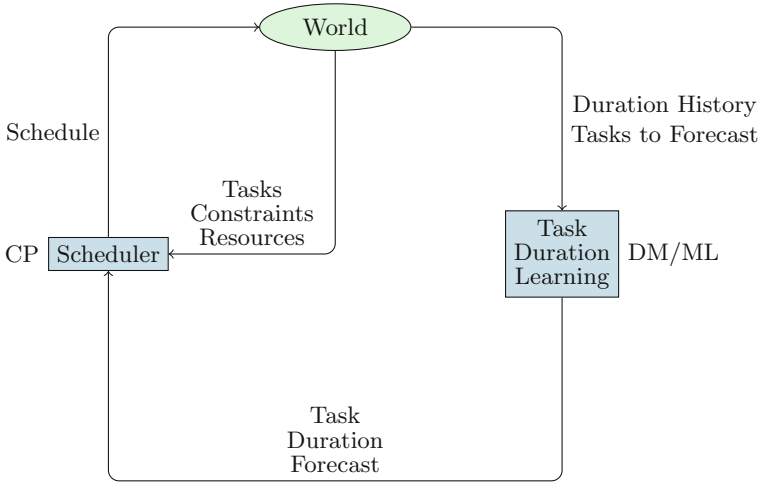 World
Duration History
Tasks to Forecast
Schedule
Tasks
Constraints
Resources
CP
Scheduler
Task
Duration
Learning
DM/ML
Task
Duration
Forecast